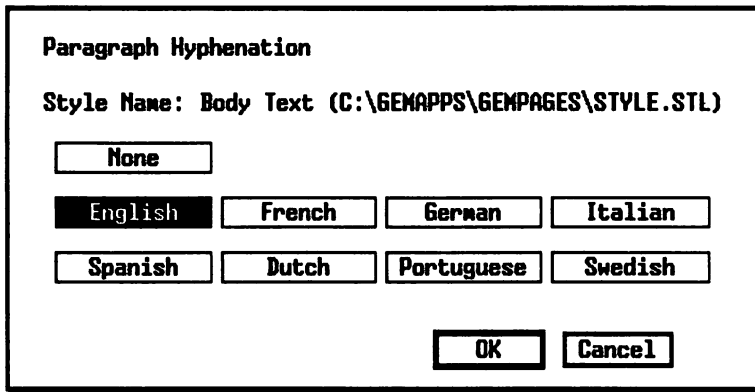 Paragraph Hyphenation
Style Name: Body Text (C:\GEMAPPS\GEMPAGES\STYLE.STL)
None
English French German Italian
Spanish Dutch Portuguese Swedish
OK Cancel